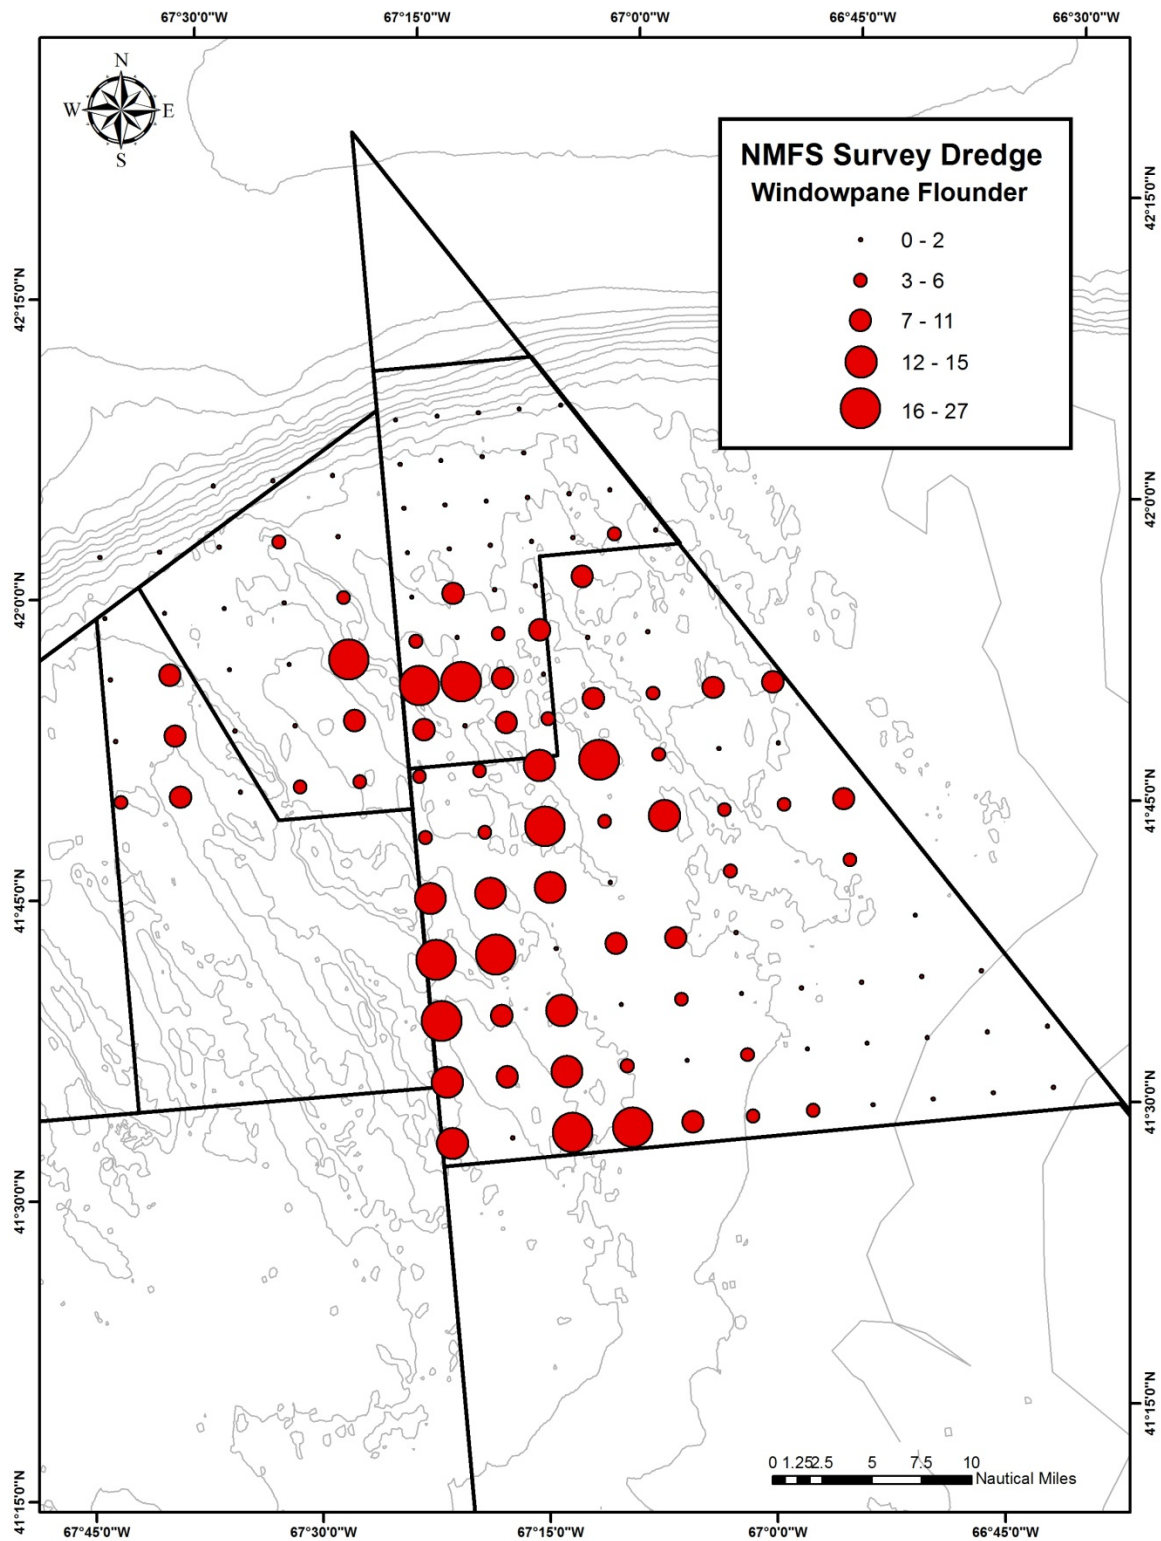 67°30'0"W 67°15'0"W 67°0'0"W 66°45'0"W 66°30'0"W
N
W E
S
NMFS Survey Dredge
Windowpane Flounder
0 - 2
3 - 6
7 - 11
12 - 15
16 - 27
42°15'0"N
42°15'0"N
42°0'0"N
42°0'0"N
41°45'0"N
41°45'0"N
41°30'0"N
41°30'0"N
41°15'0"N
41°15'0"N
0 1.25 2.5 5 7.5 10
Nautical Miles
67°45'0"W 67°30'0"W 67°15'0"W 67°0'0"W 66°45'0"W